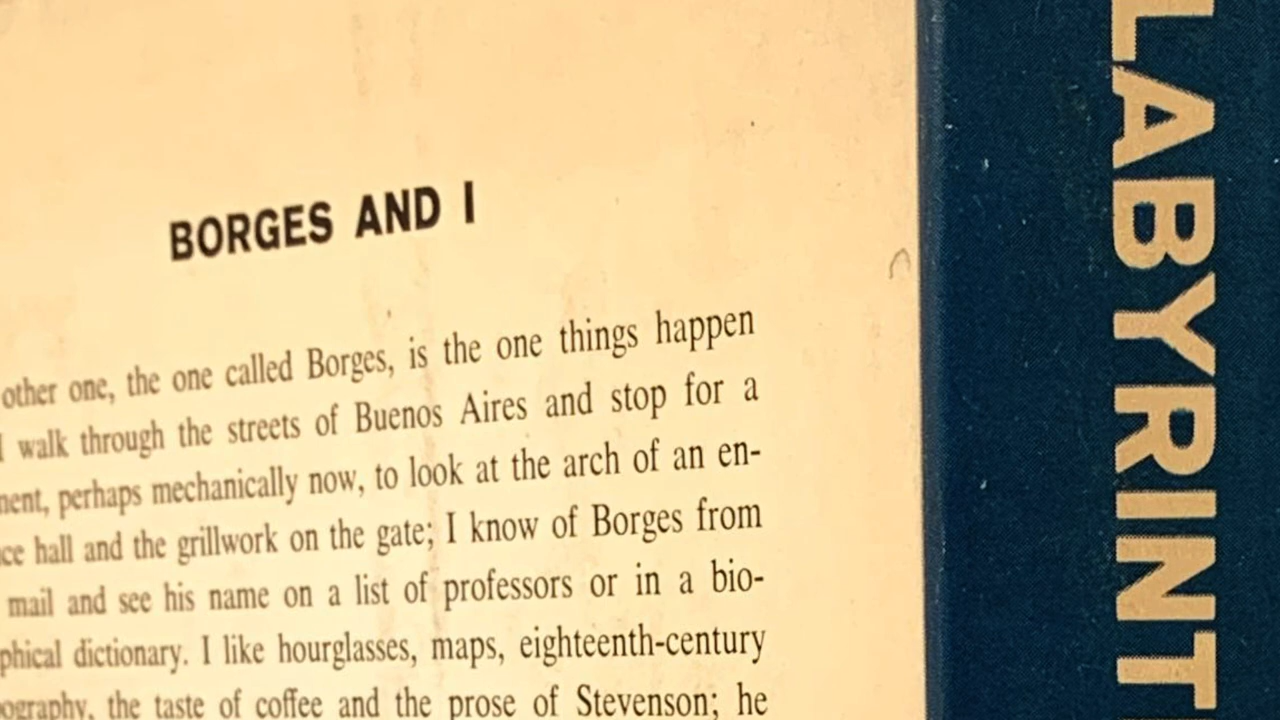 BORGES AND I
other one, the one called Borges, is the one things happen
I walk through the streets of Buenos Aires and stop for a
ment, perhaps mechanically now, to look at the arch of an en-
ce hall and the grillwork on the gate; I know of Borges from
mail and see his name on a list of professors or in a bio-
phical dictionary. I like hourglasses, maps, eighteenth-century
ography, the taste of coffee and the prose of Stevenson; he
LABYRINT